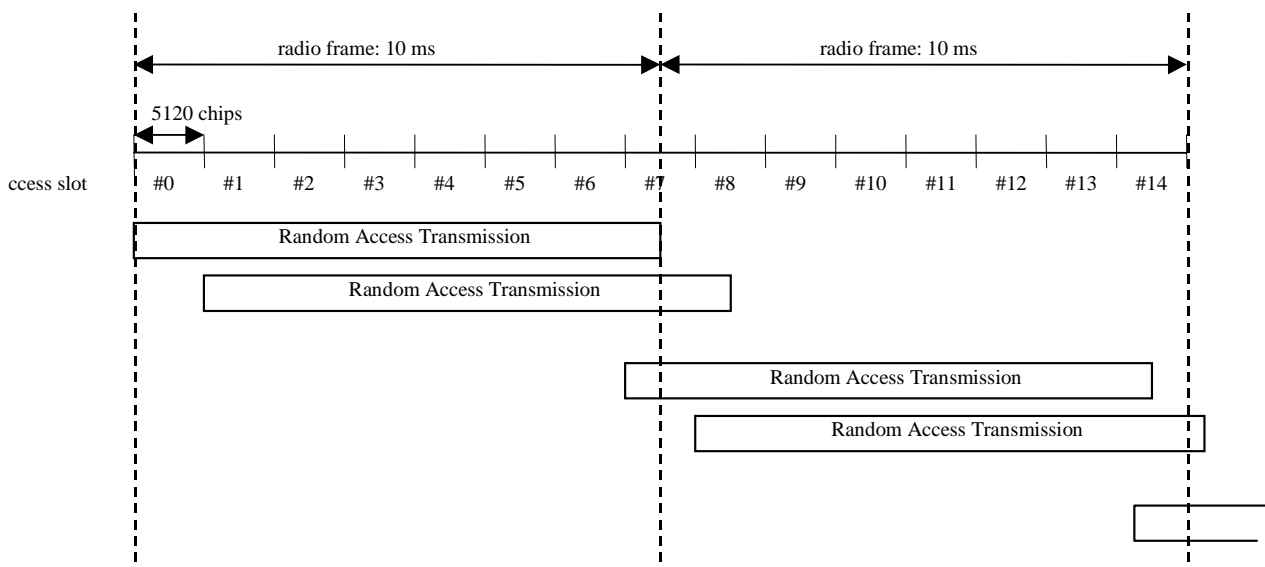 radio frame: 10 ms radio frame: 10 ms
5120 chips
ccess slot #0 #1 #2 #3 #4 #5 #6 #7 #8 #9 #10 #11 #12 #13 #14
Random Access Transmission
Random Access Transmission
Random Access Transmission
Random Access Transmission